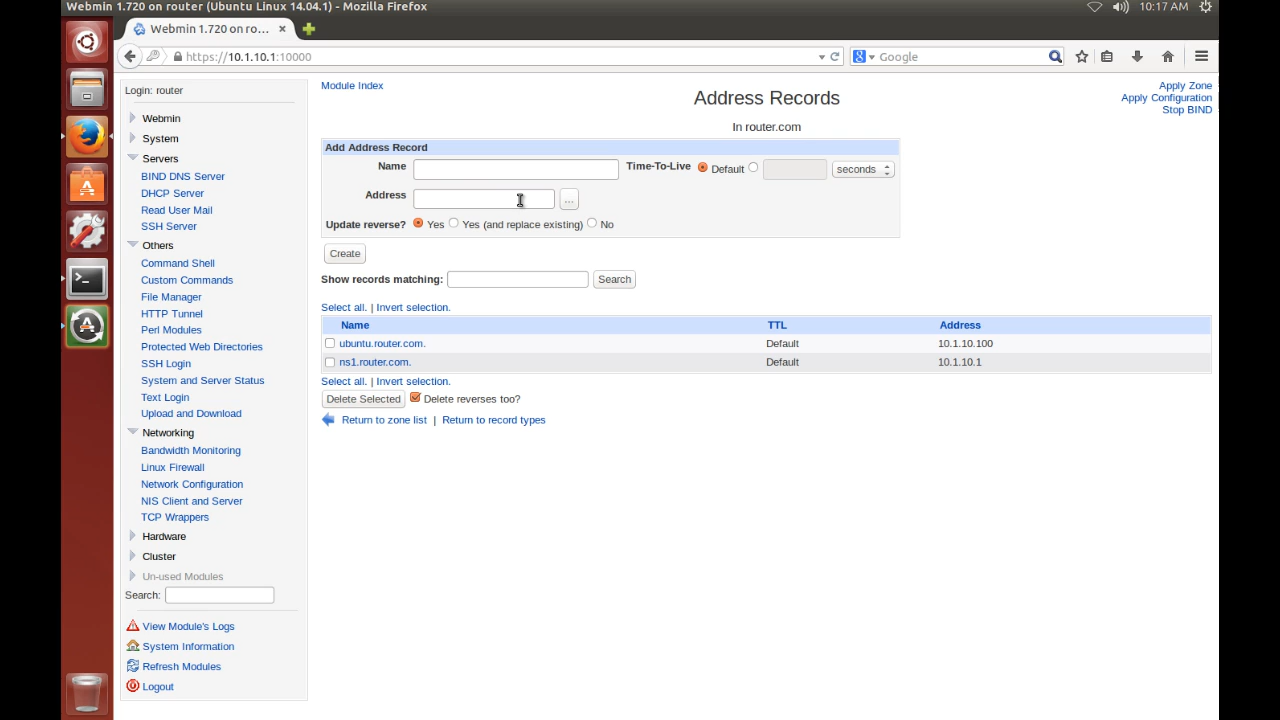 Webmin 1.720 on router (Ubuntu Linux 14.04.1) - Mozilla Firefox
10:17 AM
Webmin 1.720 on ro...
https://10.1.10.1:10000
Google
Login: router
Webmin
System
Servers
BIND DNS Server
DHCP Server
Read User Mail
SSH Server
Others
Command Shell
Custom Commands
File Manager
HTTP Tunnel
Perl Modules
Protected Web Directories
SSH Login
System and Server Status
Text Login
Upload and Download
Networking
Bandwidth Monitoring
Linux Firewall
Network Configuration
NIS Client and Server
TCP Wrappers
Hardware
Cluster
Un-used Modules
Search:
View Module's Logs
System Information
Refresh Modules
Logout
Module Index
Address Records
In router.com
Apply Zone
Apply Configuration
Stop BIND
Add Address Record
Name Time-To-Live Default seconds
Address ...
Update reverse? Yes Yes (and replace existing) No
Create
Show records matching: Search
Select all. | Invert selection.
Name TTL Address
ubuntu.router.com. Default 10.1.10.100
ns1.router.com. Default 10.1.10.1
Select all. | Invert selection.
Delete Selected Delete reverses too?
Return to zone list | Return to record types